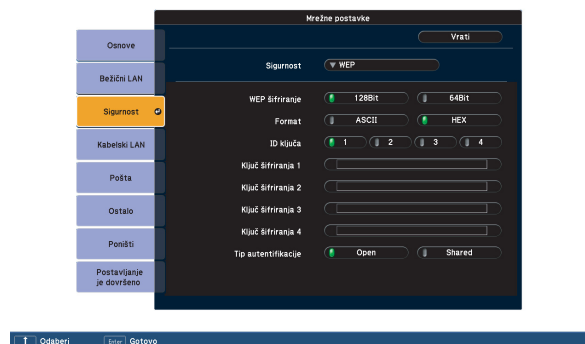 Mrežne postavke
Vrati
Osnove
Bežični LAN
Sigurnost
Kabelski LAN
Pošta
Ostalo
Poništi
Postavljanje
je dovršeno
Sigurnost WEP
WEP šifriranje 128Bit 64Bit
Format ASCII HEX
ID ključa 1 2 3 4
Ključ šifriranja 1
Ključ šifriranja 2
Ključ šifriranja 3
Ključ šifriranja 4
Tip autentifikacije Open Shared
Odaberi Enter Gotovo